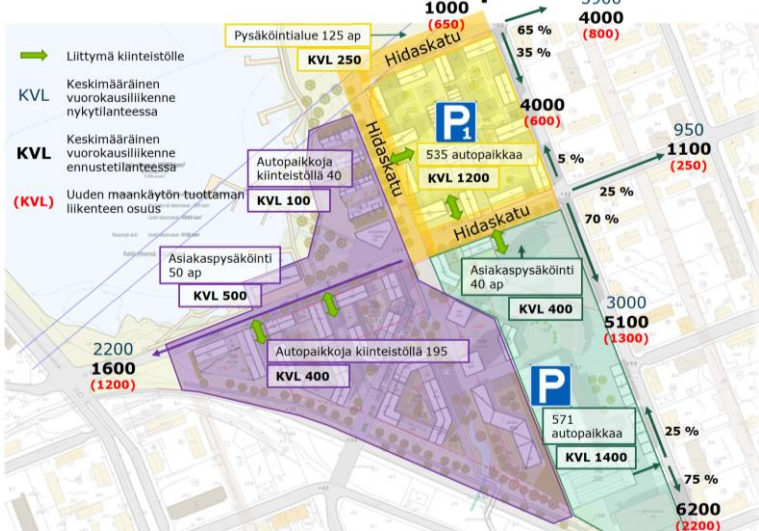 1000
(650)
4000
(800)
65 %
35 %
Pysäköintialue 125 ap
KVL 250
Hidaskatu
Liittymä kiinteistölle
KVL
Keskimääräinen
vuorokausiliikenne
nykytilanteessa
KVL
Keskimääräinen
vuorokausiliikenne
ennustetilanteessa
(KVL)
Uuden maankäytön tuottaman
liikenteen osuus
4000
(600)
P1
535 autopaikkaa
KVL 1200
Hidaskatu
Autopaikkoja
kiinteistöllä 40
KVL 100
5 %
950
1100
(250)
25 %
70 %
Hidaskatu
Asiakaspysäköinti
50 ap
KVL 500
Asiakaspysäköinti
40 ap
KVL 400
3000
5100
(1300)
2200
1600
(1200)
Autopaikkoja kiinteistöllä 195
KVL 400
P
571
autopaikkaa
KVL 1400
25 %
75 %
6200
(2200)